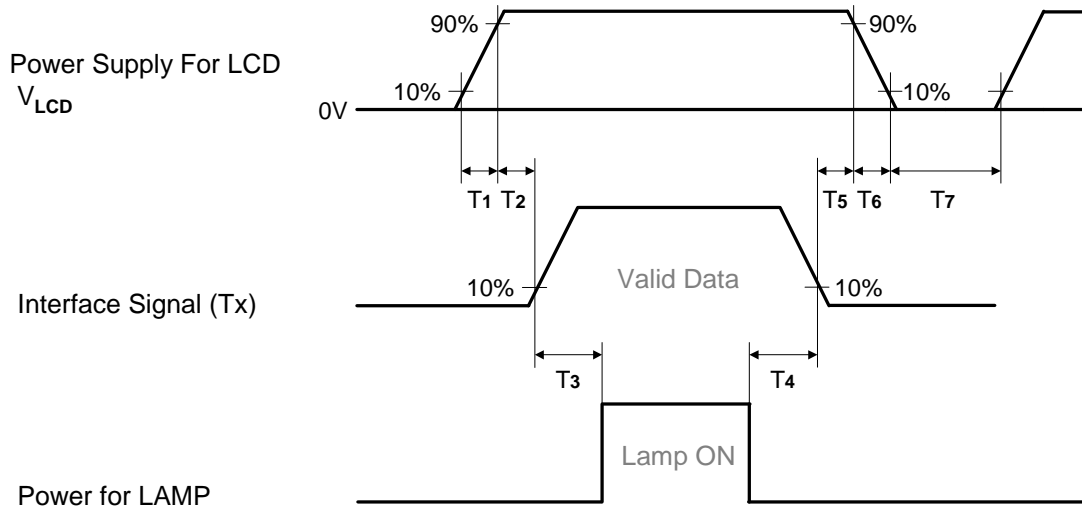 90% 90%
Power Supply For LCD
VLCD
10% 10%
0V
T1 T2 T5 T6 T7
Valid Data
10% 10%
Interface Signal (Tx)
T3 T4
Lamp ON
Power for LAMP